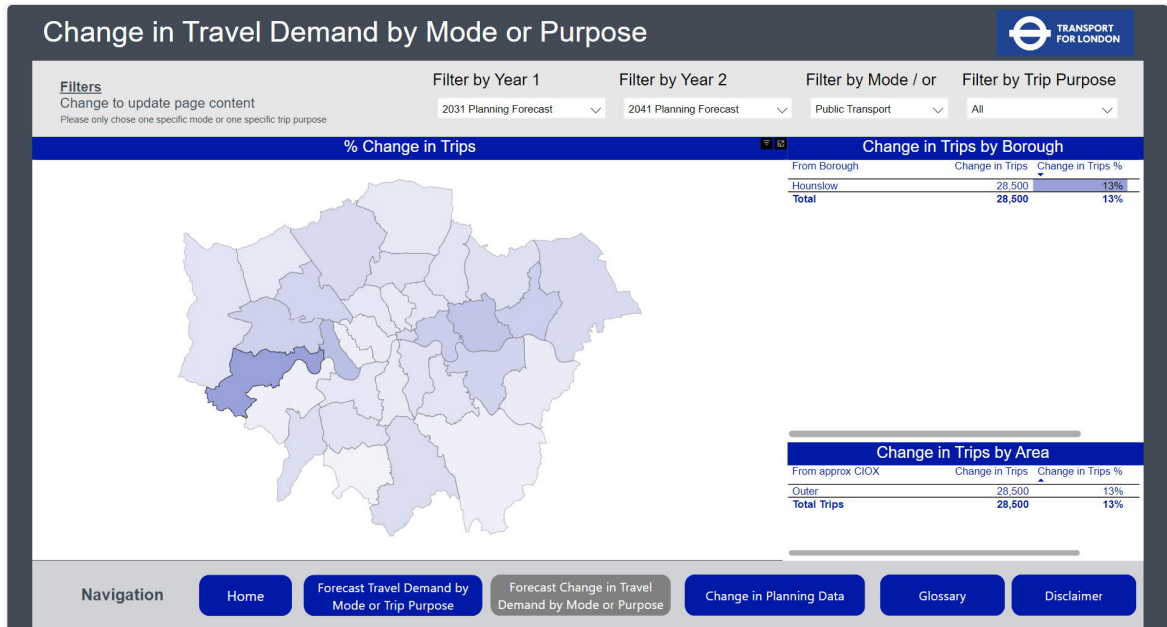 Change in Travel Demand by Mode or Purpose
TRANSPORT
FOR LONDON
Filters
Change to update page content
Please only chose one specific mode or one specific trip purpose
Filter by Year 1
2031 Planning Forecast
Filter by Year 2
2041 Planning Forecast
Filter by Mode / or
Public Transport
Filter by Trip Purpose
All
% Change in Trips
Change in Trips by Borough
From Borough Change in Trips Change in Trips %
Hounslow 28,500 13%
Total 28,500 13%
Change in Trips by Area
From approx CIOX Change in Trips Change in Trips %
Outer 28,500 13%
Total Trips 28,500 13%
Navigation
Home
Forecast Travel Demand by
Mode or Trip Purpose
Forecast Change in Travel
Demand by Mode or Purpose
Change in Planning Data
Glossary
Disclaimer